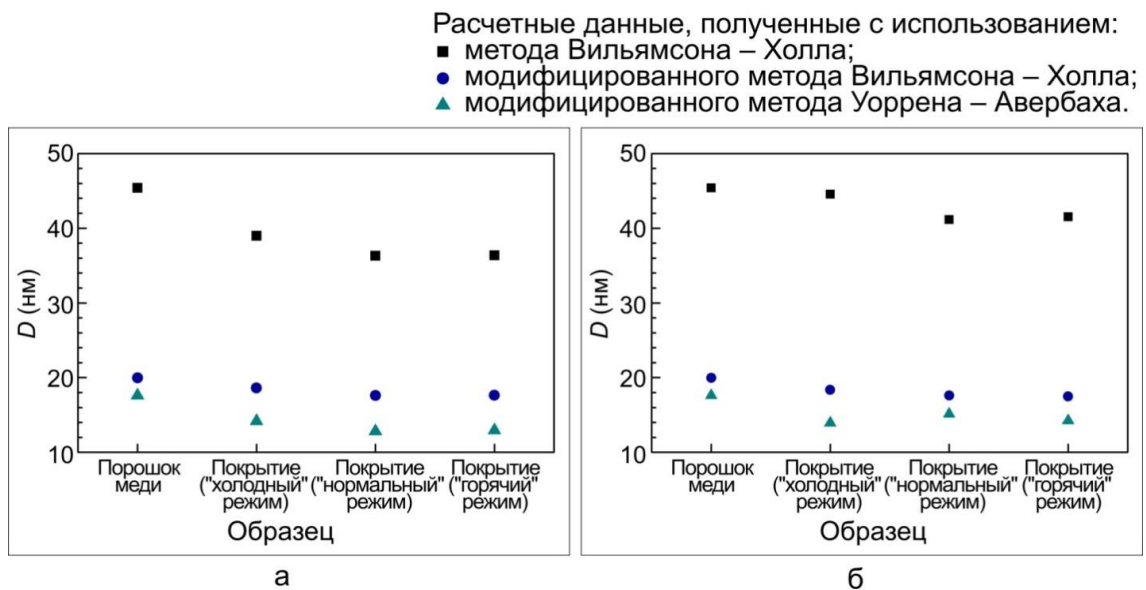 Расчетные данные, полученные с использованием:
метода Вильямсона – Холла;
модифицированного метода Вильямсона – Холла;
модифицированного метода Уоррена – Авербаха.
50
40
30
20
10
D (нм)
Порошок меди
Покрытие ("холодный" режим)
Покрытие ("нормальный" режим)
Покрытие ("горячий" режим)
Образец
а
50
40
30
20
10
D (нм)
Порошок меди
Покрытие ("холодный" режим)
Покрытие ("нормальный" режим)
Покрытие ("горячий" режим)
Образец
б